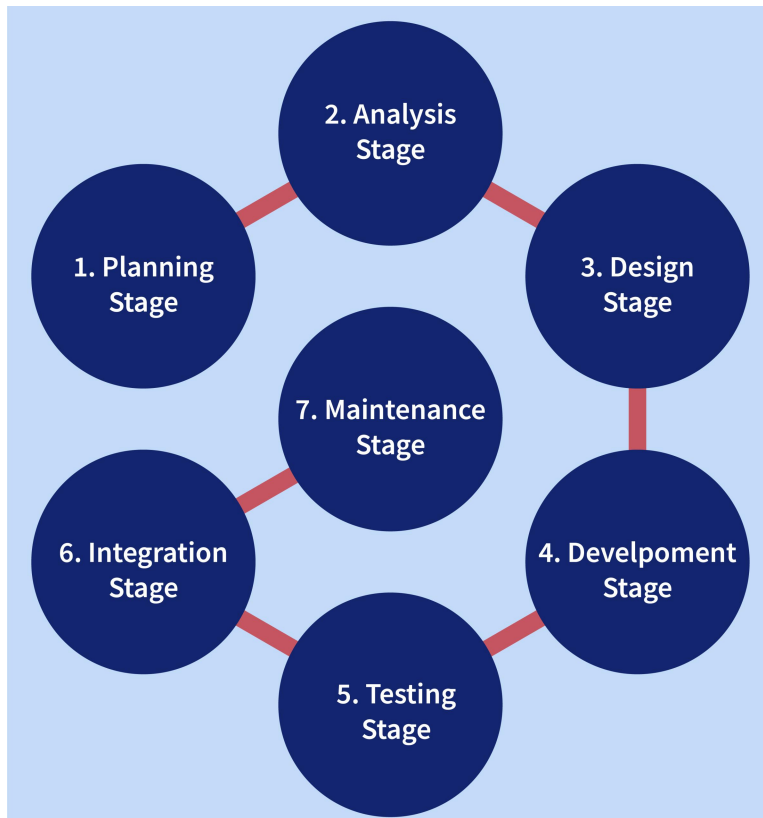 1. Planning
Stage
2. Analysis
Stage
3. Design
Stage
4. Develpoment
Stage
5. Testing
Stage
6. Integration
Stage
7. Maintenance
Stage